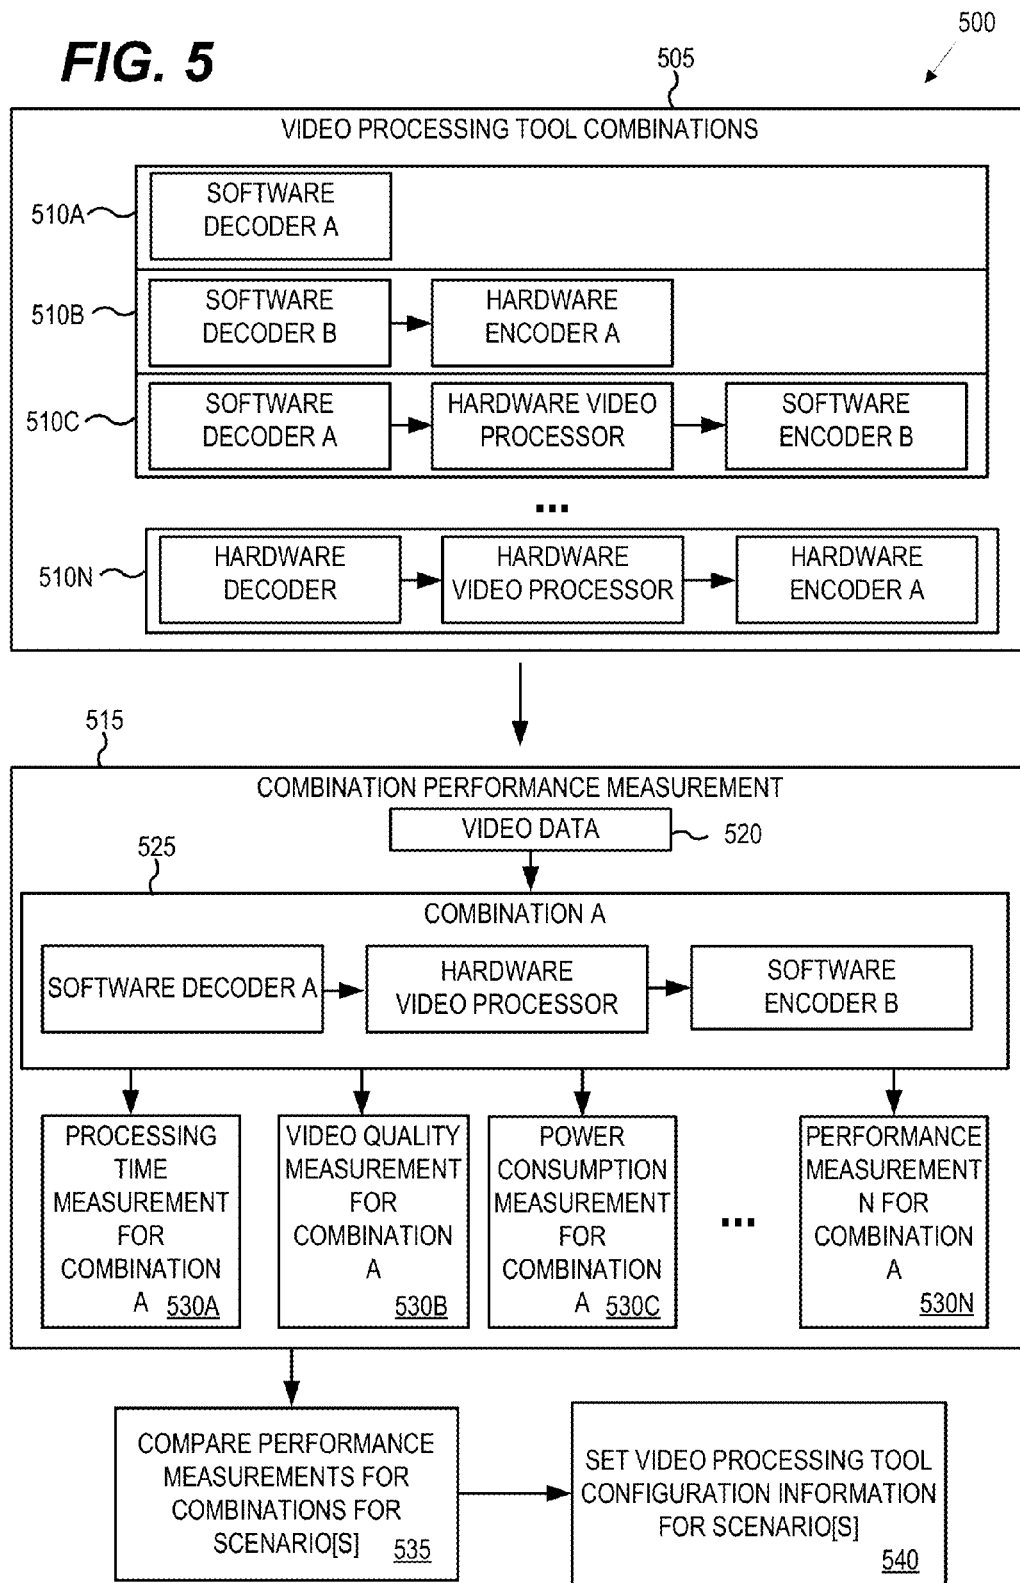 FIG. 5
500
505
VIDEO PROCESSING TOOL COMBINATIONS
510A
SOFTWARE
DECODER A
510B
SOFTWARE
DECODER B
HARDWARE
ENCODER A
510C
SOFTWARE
DECODER A
HARDWARE VIDEO
PROCESSOR
SOFTWARE
ENCODER B
...
510N
HARDWARE
DECODER
HARDWARE
VIDEO PROCESSOR
HARDWARE
ENCODER A
515
COMBINATION PERFORMANCE MEASUREMENT
VIDEO DATA
520
525
COMBINATION A
SOFTWARE DECODER A
HARDWARE
VIDEO PROCESSOR
SOFTWARE
ENCODER B
PROCESSING
TIME
MEASUREMENT
FOR
COMBINATION
A 530A
VIDEO QUALITY
MEASUREMENT
FOR
COMBINATION
A
530B
POWER
CONSUMPTION
MEASUREMENT
FOR
COMBINATION
A 530C
...
PERFORMANCE
MEASUREMENT
N FOR
COMBINATION
A
530N
COMPARE PERFORMANCE
MEASUREMENTS FOR
COMBINATIONS FOR
SCENARIO[S] 535
SET VIDEO PROCESSING TOOL
CONFIGURATION INFORMATION
FOR SCENARIO[S]
540